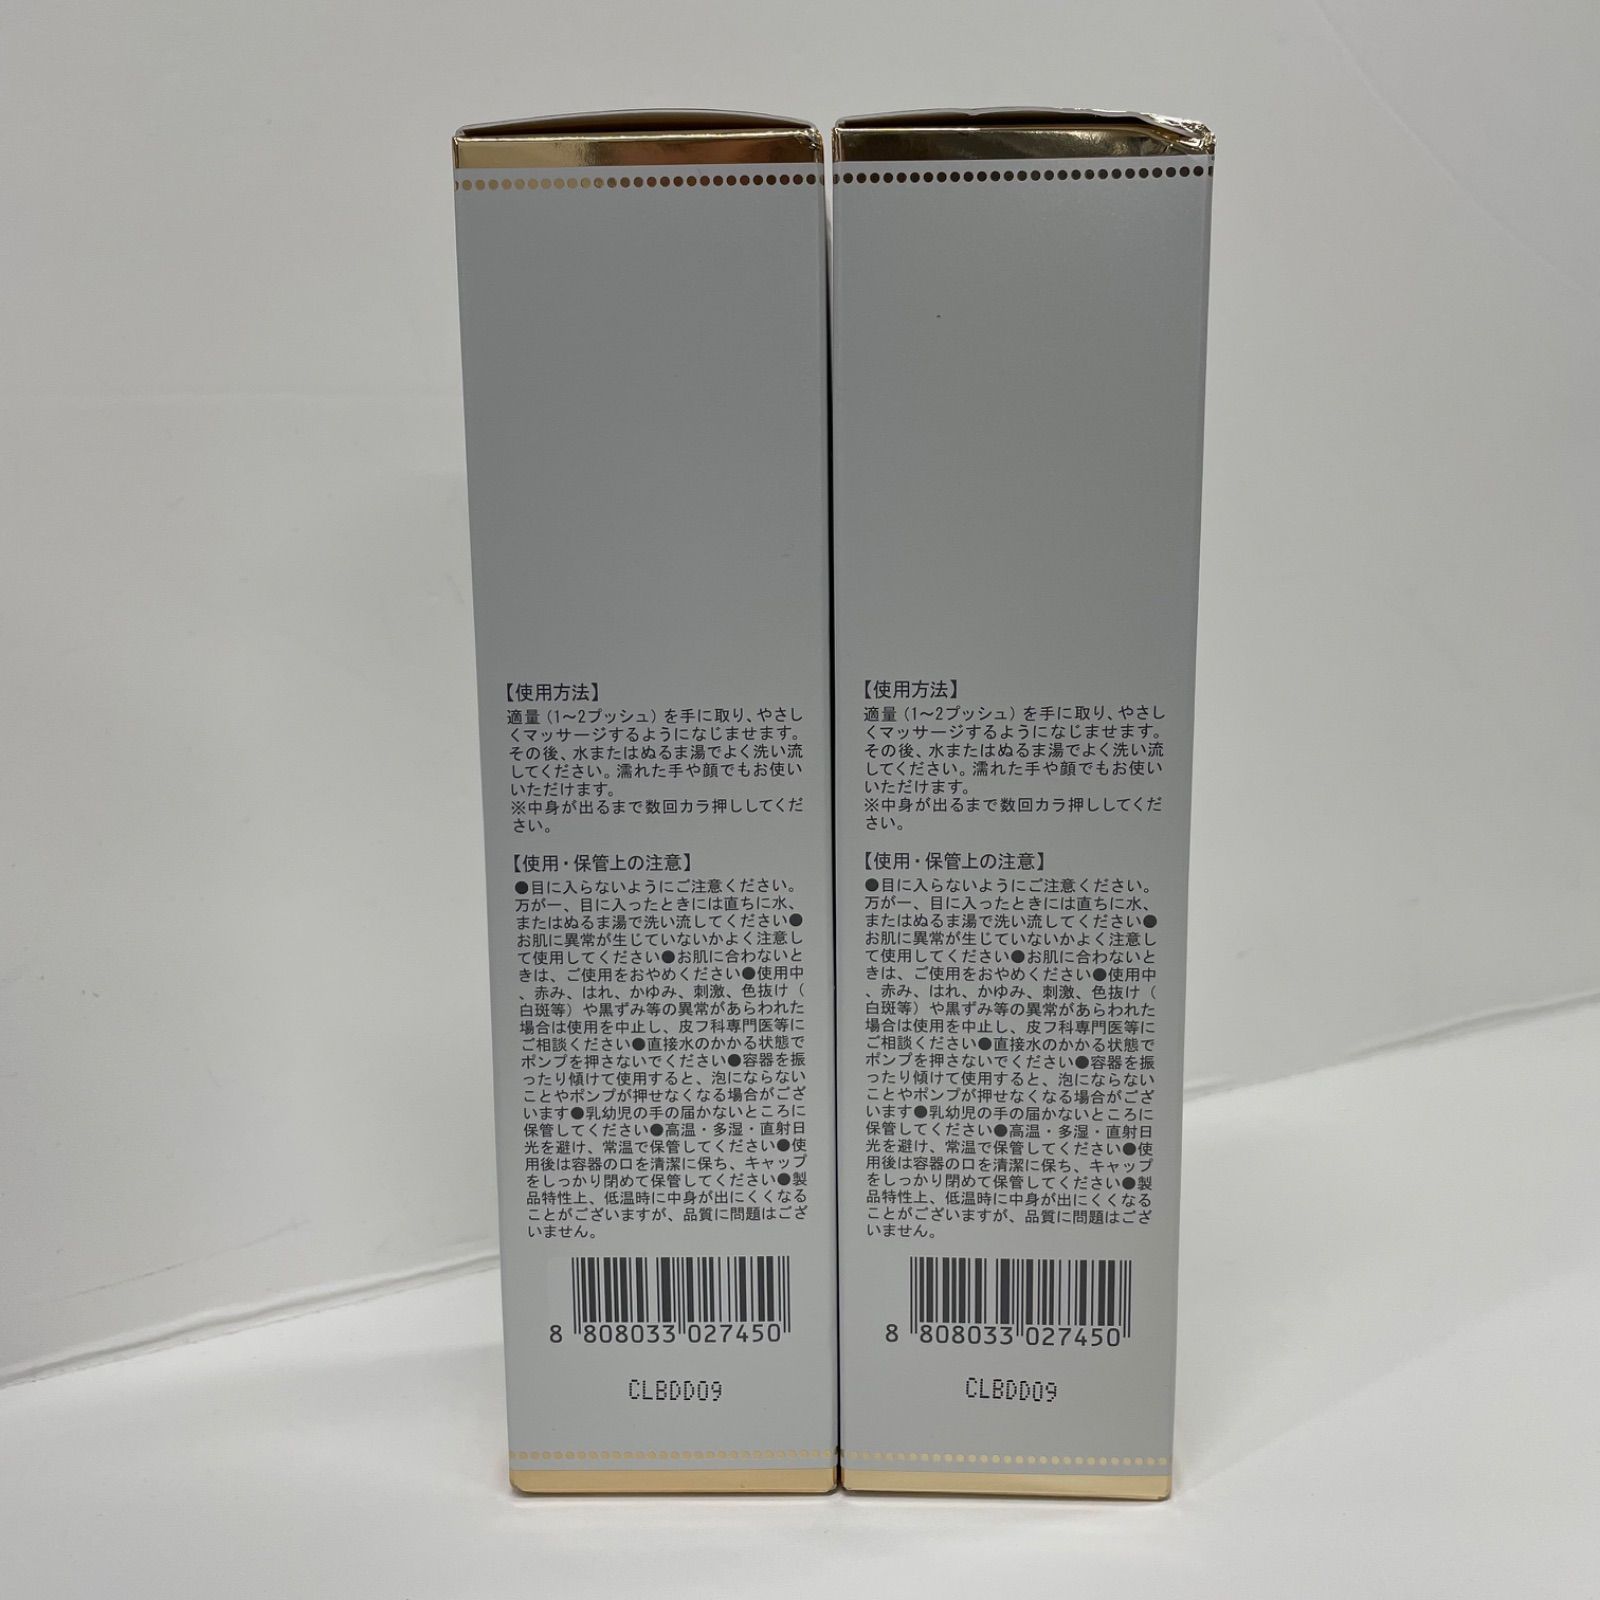 【使用方法】
適量（1～2プッシュ）を手に取り、やさし
くマッサージするようになじませます。
その後、水またはぬるま湯でよく洗い流
してください。濡れた手や顔でもお使い
いただけます。
※中身が出るまで数回カラ押ししてくだ
さい。
【使用・保管上の注意】
●目に入らないようにご注意ください。
万が一、目に入ったときには直ちに水、
またはぬるま湯で洗い流してください●
お肌に異常が生じていないかよく注意し
て使用してください●お肌に合わないと
きは、ご使用をおやめください●使用中
、赤み、はれ、かゆみ、刺激、色抜け（
白斑等）や黒ずみ等の異常があらわれた
場合は使用を中止し、皮フ科専門医等に
ご相談ください●直接水のかかる状態で
ポンプを押さないでください●容器を振
ったり傾けて使用すると、泡にならない
ことやポンプが押せなくなる場合がござ
います●乳幼児の手の届かないところに
保管してください●高温・多湿・直射日
光を避け、常温で保管してください●使
用後は容器の口を清潔に保ち、キャップ
をしっかり閉めて保管してください●製
品特性上、低温時に中身が出にくくなる
ことがございますが、品質に問題はござ
いません。
8 808033 027450
CLBDD09
【使用方法】
適量（1～2プッシュ）を手に取り、やさし
くマッサージするようになじませます。
その後、水またはぬるま湯でよく洗い流
してください。濡れた手や顔でもお使い
いただけます。
※中身が出るまで数回カラ押ししてくだ
さい。
【使用・保管上の注意】
●目に入らないようにご注意ください。
万が一、目に入ったときには直ちに水、
またはぬるま湯で洗い流してください●
お肌に異常が生じていないかよく注意し
て使用してください●お肌に合わないと
きは、ご使用をおやめください●使用中
、赤み、はれ、かゆみ、刺激、色抜け（
白斑等）や黒ずみ等の異常があらわれた
場合は使用を中止し、皮フ科専門医等に
ご相談ください●直接水のかかる状態で
ポンプを押さないでください●容器を振
ったり傾けて使用すると、泡にならない
ことやポンプが押せなくなる場合がござ
います●乳幼児の手の届かないところに
保管してください●高温・多湿・直射日
光を避け、常温で保管してください●使
用後は容器の口を清潔に保ち、キャップ
をしっかり閉めて保管してください●製
品特性上、低温時に中身が出にくくなる
ことがございますが、品質に問題はござ
いません。
8 808033 027450
CLBDD09